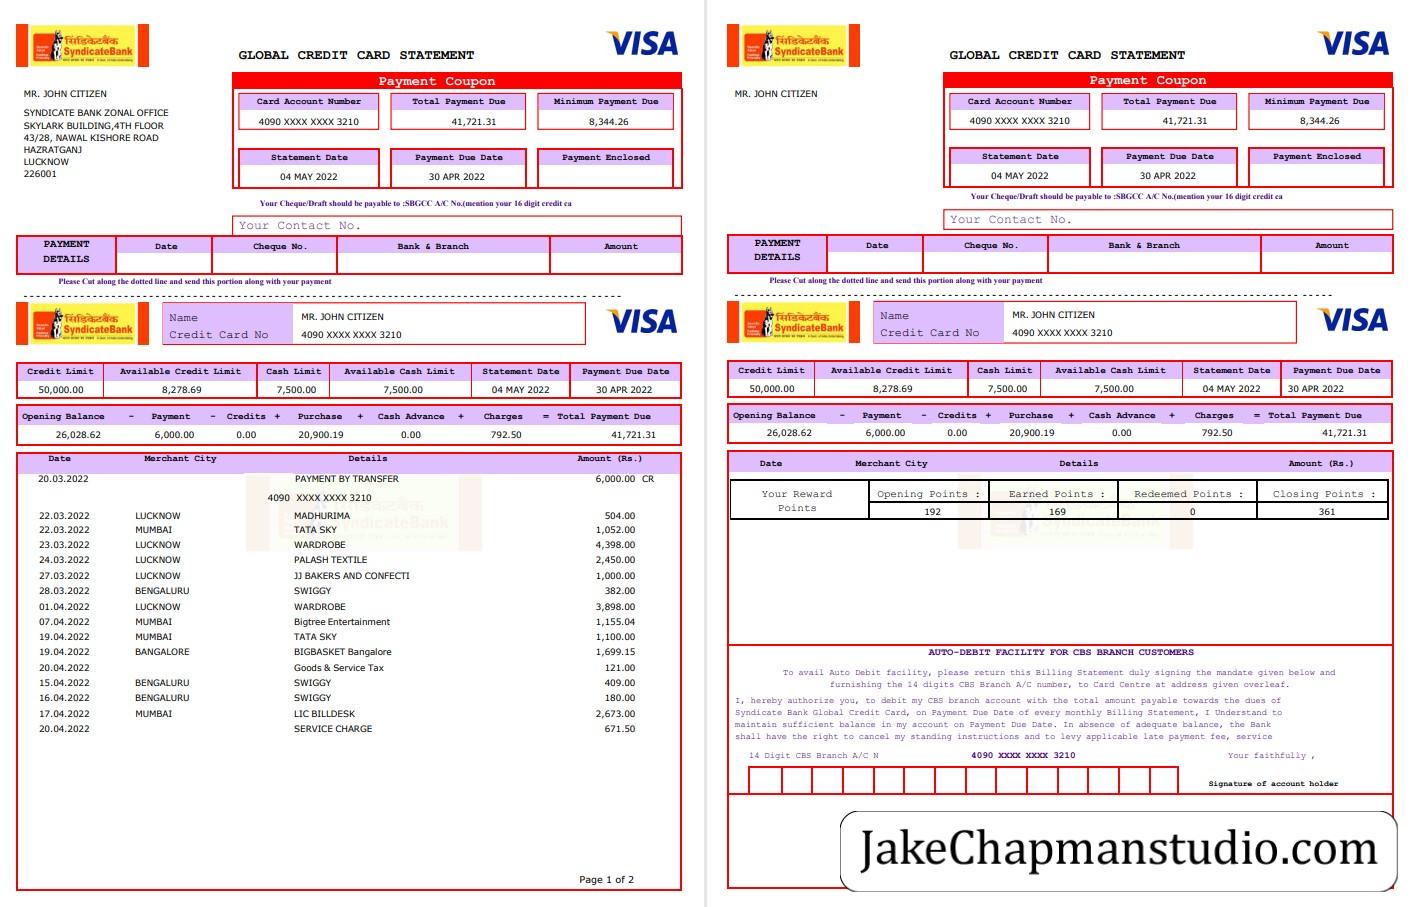 सिंडिकेटबैंक
SyndicateBank
GLOBAL CREDIT CARD STATEMENT
VISA
Payment Coupon
MR. JOHN CITIZEN
SYNDICATE BANK ZONAL OFFICE
SKYLARK BUILDING,4TH FLOOR
43/28, NAWAL KISHORE ROAD
HAZRATGANJ
LUCKNOW
226001
Card Account Number Total Payment Due Minimum Payment Due
4090 XXXX XXXX 3210 41,721.31 8,344.26
Statement Date Payment Due Date Payment Enclosed
04 MAY 2022 30 APR 2022
Your Cheque/Draft should be payable to :SBGCC A/C No.(mention your 16 digit credit ca
Your Contact No.
PAYMENT DETAILS Date Cheque No. Bank & Branch Amount
Please Cut along the dotted line and send this portion along with your payment
सिंडिकेटबैंक
SyndicateBank
Name MR. JOHN CITIZEN
Credit Card No 4090 XXXX XXXX 3210
VISA
Credit Limit Available Credit Limit Cash Limit Available Cash Limit Statement Date Payment Due Date
50,000.00 8,278.69 7,500.00 7,500.00 04 MAY 2022 30 APR 2022
Opening Balance - Payment - Credits + Purchase + Cash Advance + Charges = Total Payment Due
26,028.62 6,000.00 0.00 20,900.19 0.00 792.50 41,721.31
Date Merchant City Details Amount (Rs.)
20.03.2022 PAYMENT BY TRANSFER 6,000.00 CR
4090 XXXX XXXX 3210
22.03.2022 LUCKNOW MADHURIMA 504.00
22.03.2022 MUMBAI TATA SKY 1,052.00
23.03.2022 LUCKNOW WARDROBE 4,398.00
24.03.2022 LUCKNOW PALASH TEXTILE 2,450.00
27.03.2022 LUCKNOW JJ BAKERS AND CONFECTI 1,000.00
28.03.2022 BENGALURU SWIGGY 382.00
01.04.2022 LUCKNOW WARDROBE 3,898.00
07.04.2022 MUMBAI Bigtree Entertainment 1,155.04
19.04.2022 MUMBAI TATA SKY 1,100.00
19.04.2022 BANGALORE BIGBASKET Bangalore 1,699.15
20.04.2022 Goods & Service Tax 121.00
15.04.2022 BENGALURU SWIGGY 409.00
16.04.2022 BENGALURU SWIGGY 180.00
17.04.2022 MUMBAI LIC BILLDESK 2,673.00
20.04.2022 SERVICE CHARGE 671.50
Page 1 of 2
सिंडिकेटबैंक
SyndicateBank
GLOBAL CREDIT CARD STATEMENT
VISA
Payment Coupon
MR. JOHN CITIZEN
Card Account Number Total Payment Due Minimum Payment Due
4090 XXXX XXXX 3210 41,721.31 8,344.26
Statement Date Payment Due Date Payment Enclosed
04 MAY 2022 30 APR 2022
Your Cheque/Draft should be payable to :SBGCC A/C No.(mention your 16 digit credit ca
Your Contact No.
PAYMENT DETAILS Date Cheque No. Bank & Branch Amount
Please Cut along the dotted line and send this portion along with your payment
सिंडिकेटबैंक
SyndicateBank
Name MR. JOHN CITIZEN
Credit Card No 4090 XXXX XXXX 3210
VISA
Credit Limit Available Credit Limit Cash Limit Available Cash Limit Statement Date Payment Due Date
50,000.00 8,278.69 7,500.00 7,500.00 04 MAY 2022 30 APR 2022
Opening Balance - Payment - Credits + Purchase + Cash Advance + Charges = Total Payment Due
26,028.62 6,000.00 0.00 20,900.19 0.00 792.50 41,721.31
Date Merchant City Details Amount (Rs.)
Your Reward Points Opening Points : Earned Points : Redeemed Points : Closing Points :
192 169 0 361
AUTO-DEBIT FACILITY FOR CBS BRANCH CUSTOMERS
To avail Auto Debit facility, please return this Billing Statement duly signing the mandate given below and
furnishing the 14 digits CBS Branch A/C number, to Card Centre at address given overleaf.
I, hereby authorize you, to debit my CBS branch account with the total amount payable towards the dues of
Syndicate Bank Global Credit Card, on Payment Due Date of every monthly Billing Statement, I Understand to
maintain sufficient balance in my account on Payment Due Date. In absence of adequate balance, the Bank
shall have the right to cancel my standing instructions and to levy applicable late payment fee, service
14 Digit CBS Branch A/C N 4090 XXXX XXXX 3210 Your faithfully ,
Signature of account holder
JakeChapmanstudio.com